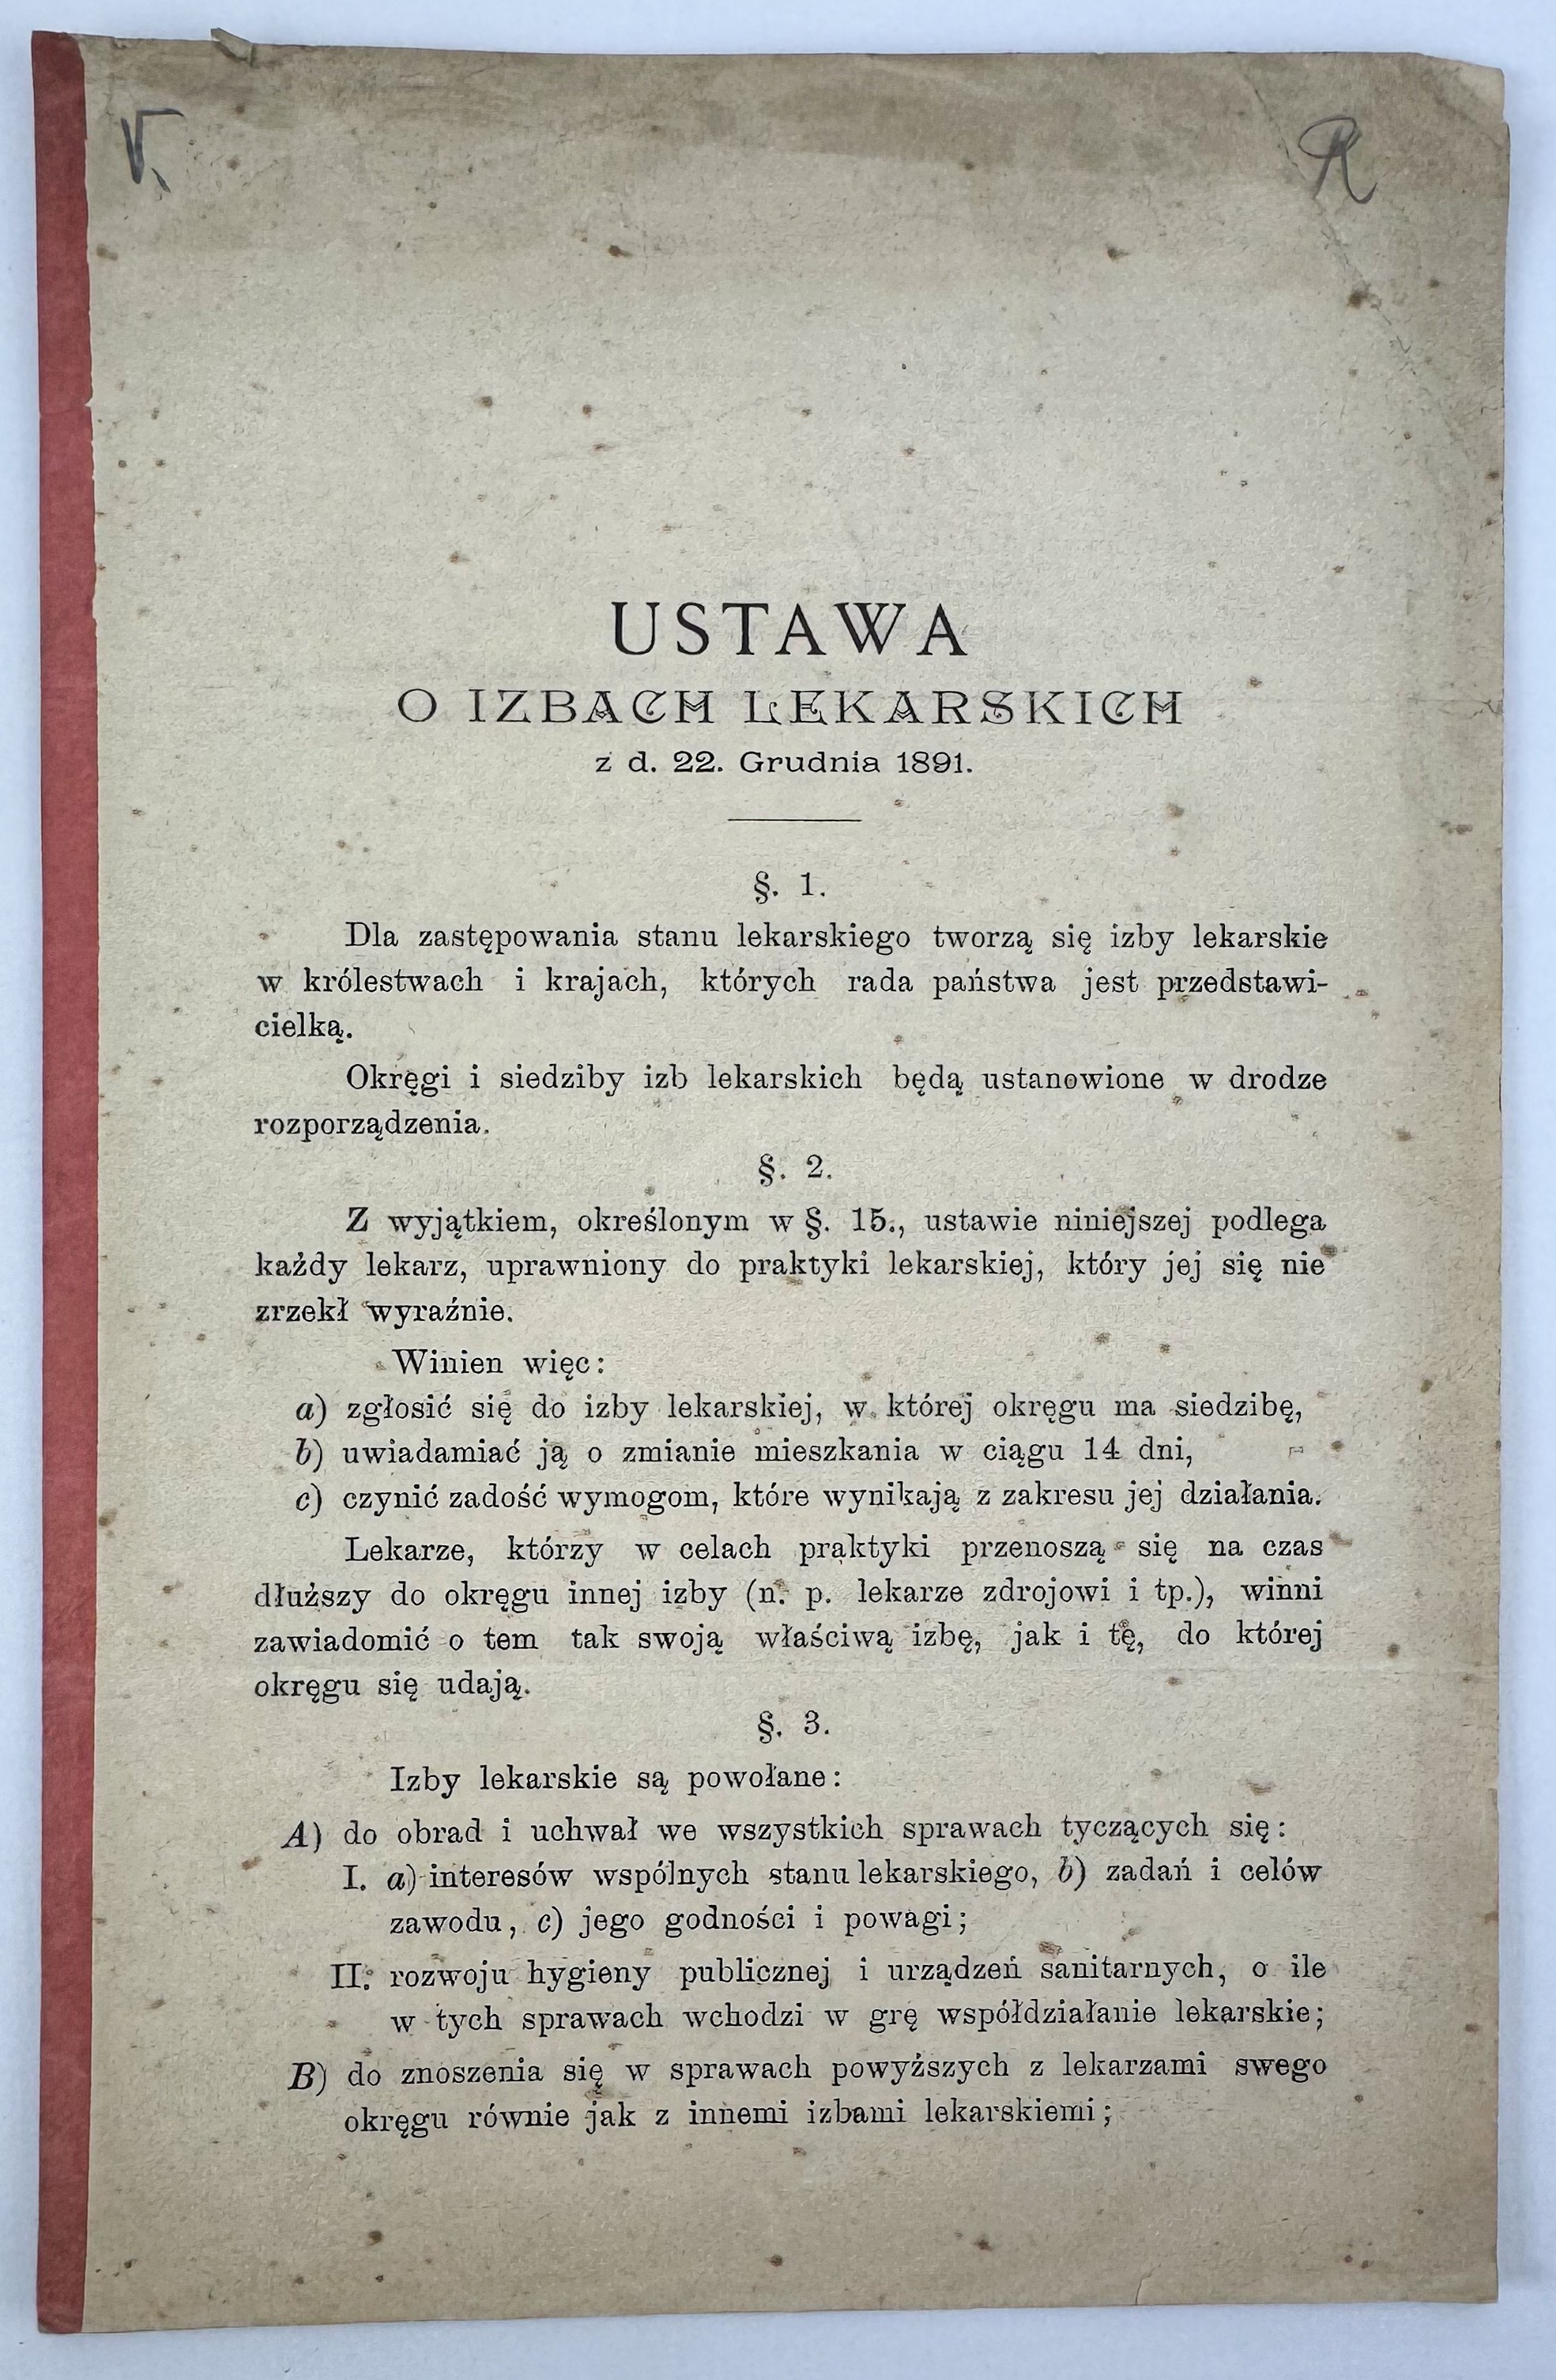 V. R
USTAWA
O IZBACH LEKARSKICH
z d. 22. Grudnia 1891.
§. 1.
Dla zastępowania stanu lekarskiego tworzą się izby lekarskie
w królestwach i krajach, których rada państwa jest przedstawi-
cielką.
Okręgi i siedziby izb lekarskich będą ustanowione w drodze
rozporządzenia.
§. 2.
Z wyjątkiem, określonym w §. 15., ustawie niniejszej podlega
każdy lekarz, uprawniony do praktyki lekarskiej, który jej się nie
zrzekł wyraźnie.
Winien więc:
a) zgłosić się do izby lekarskiej, w której okręgu ma siedzibę,
b) uwiadamiać ją o zmianie mieszkania w ciągu 14 dni,
c) czynić zadość wymogom, które wynikają z zakresu jej działania.
Lekarze, którzy w celach praktyki przenoszą się na czas
dłuższy do okręgu innej izby (n. p. lekarze zdrojowi i tp.), winni
zawiadomić o tem tak swoją właściwą izbę, jak i tę, do której
okręgu się udają.
§. 3.
Izby lekarskie są powołane:
A) do obrad i uchwał we wszystkich sprawach tyczących się:
I. a) interesów wspólnych stanu lekarskiego, b) zadań i celów
zawodu, c) jego godności i powagi;
II. rozwoju hygieny publicznej i urządzeń sanitarnych, o ile
w tych sprawach wchodzi w grę współdziałanie lekarskie;
B) do znoszenia się w sprawach powyższych z lekarzami swego
okręgu równie jak z innemi izbami lekarskiemi;